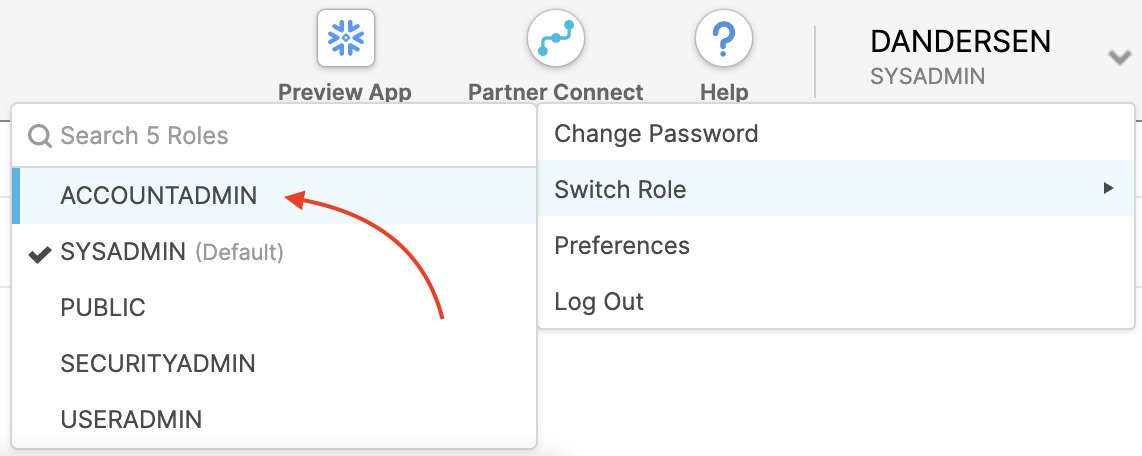 Preview App
Partner Connect
Help
DANDERSEN
SYSADMIN
Search 5 Roles
ACCOUNTADMIN
SYSADMIN (Default)
PUBLIC
SECURITYADMIN
USERADMIN
Change Password
Switch Role
Preferences
Log Out